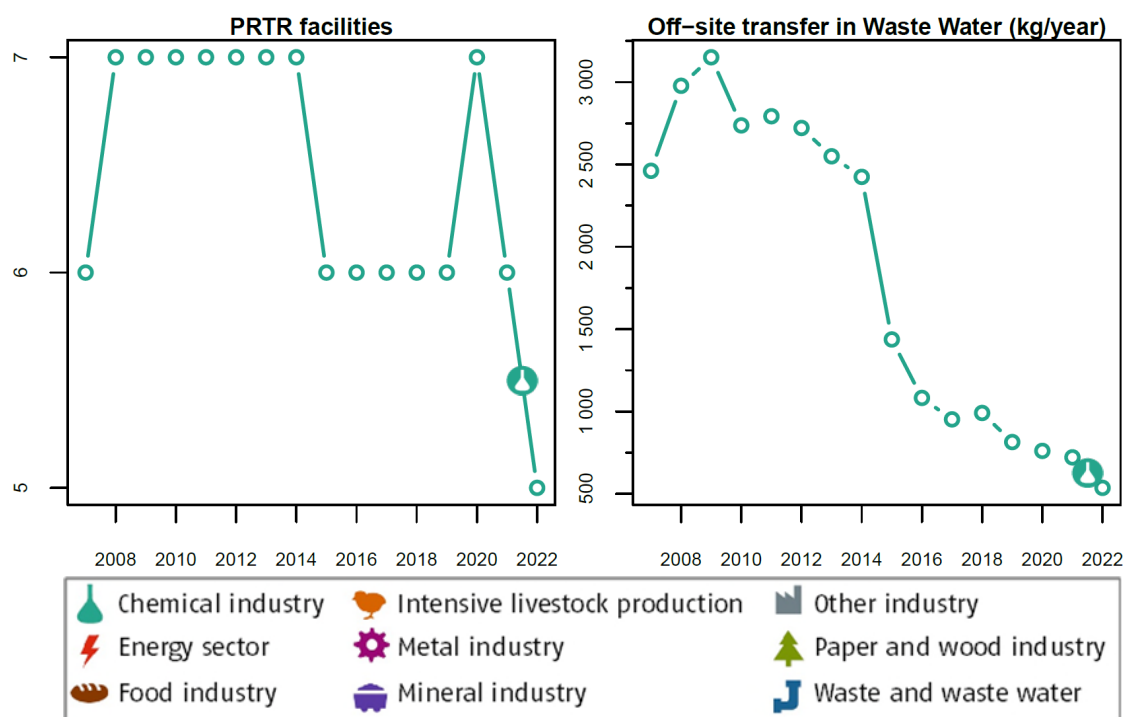 PRTR facilities
7
6
5
2008 2010 2012 2014 2016 2018 2020 2022
Off−site transfer in Waste Water (kg/year)
3 000
2 500
2 000
1 500
1 000
500
2008 2010 2012 2014 2016 2018 2020 2022
Chemical industry Intensive livestock production Other industry
Energy sector Metal industry Paper and wood industry
Food industry Mineral industry Waste and waste water